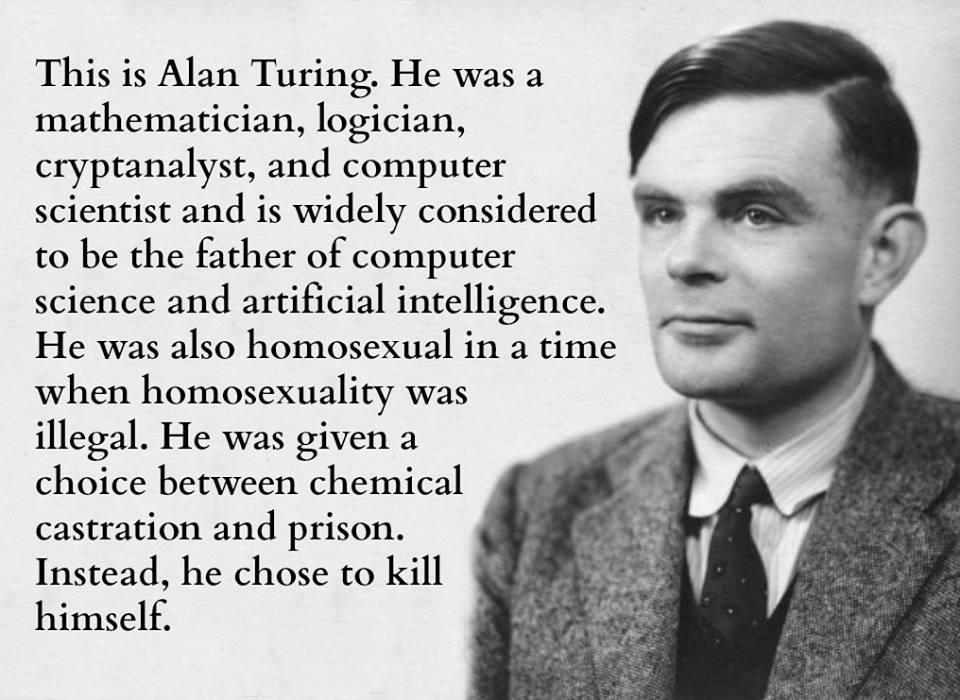 This is Alan Turing. He was a
mathematician, logician,
cryptanalyst, and computer
scientist and is widely considered
to be the father of computer
science and artificial intelligence.
He was also homosexual in a time
when homosexuality was
illegal. He was given a
choice between chemical
castration and prison.
Instead, he chose to kill
himself.